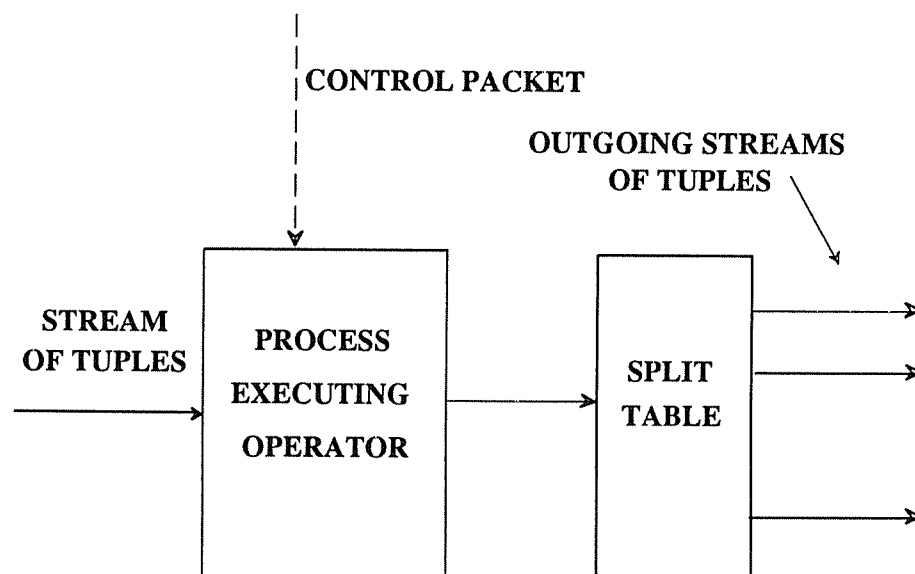 CONTROL PACKET
OUTGOING STREAMS
OF TUPLES
STREAM
OF TUPLES
PROCESS
EXECUTING
OPERATOR
SPLIT
TABLE